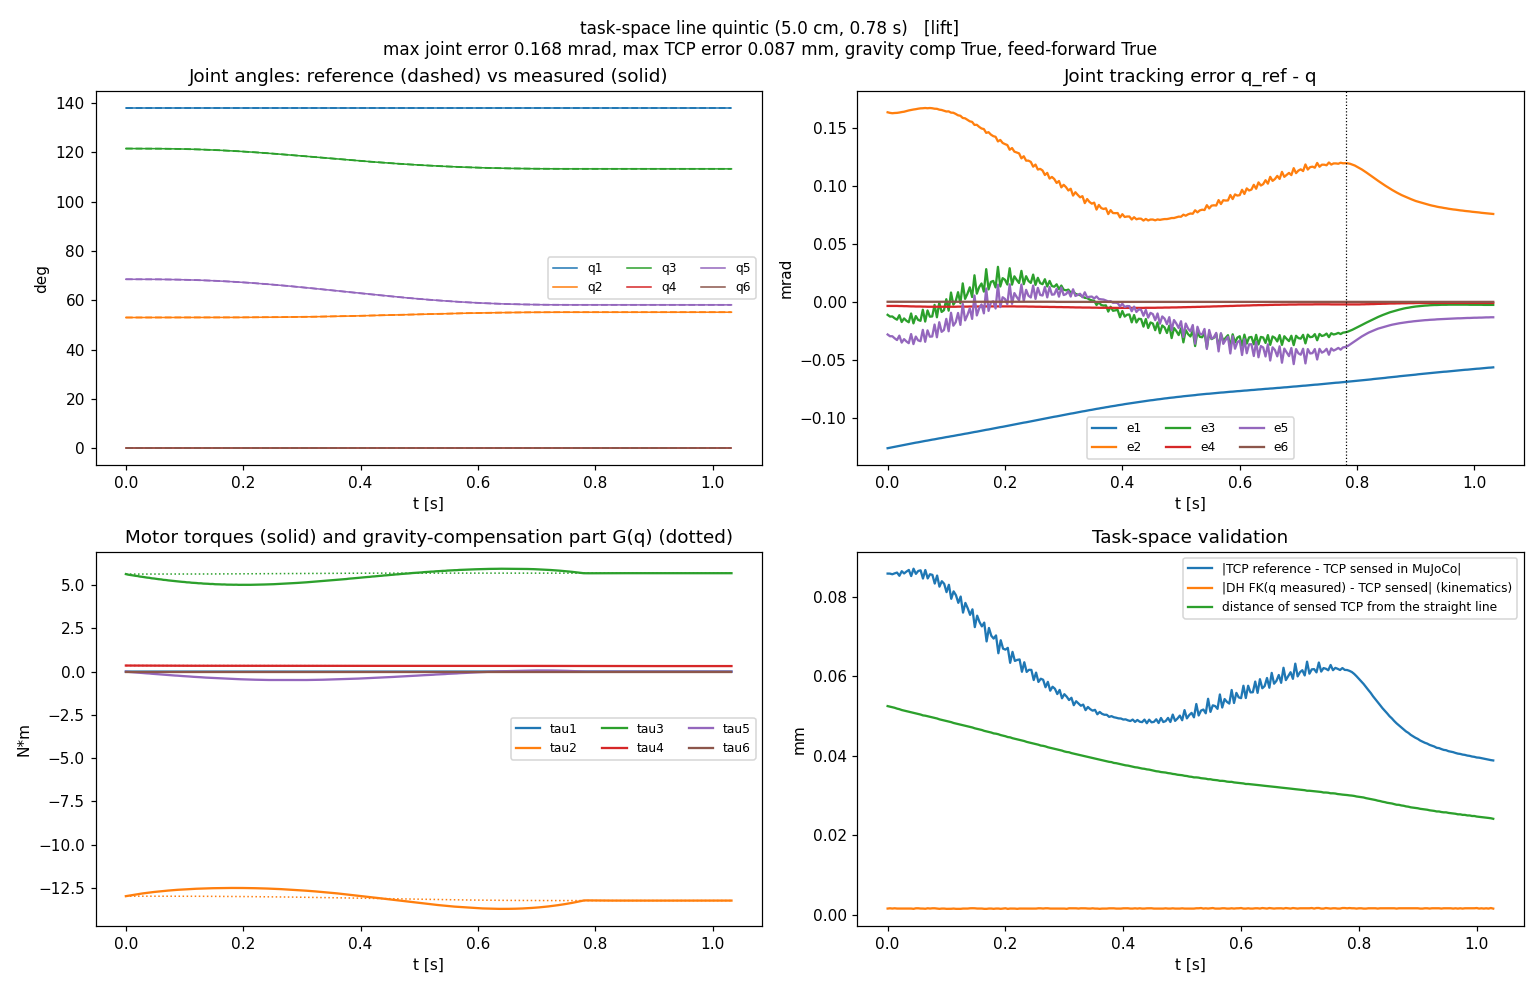 task-space line quintic (5.0 cm, 0.78 s)   [lift]
max joint error 0.168 mrad, max TCP error 0.087 mm, gravity comp True, feed-forward True
Joint angles: reference (dashed) vs measured (solid)
140
120
100
80
60
40
20
0
deg
q1 q3 q5
q2 q4 q6
0.0 0.2 0.4 0.6 0.8 1.0
t [s]
Joint tracking error q_ref - q
0.15
0.10
0.05
0.00
−0.05
−0.10
mrad
e1 e3 e5
e2 e4 e6
0.0 0.2 0.4 0.6 0.8 1.0
t [s]
Motor torques (solid) and gravity-compensation part G(q) (dotted)
5.0
2.5
0.0
−2.5
−5.0
−7.5
−10.0
−12.5
N*m
tau1 tau3 tau5
tau2 tau4 tau6
0.0 0.2 0.4 0.6 0.8 1.0
t [s]
Task-space validation
|TCP reference - TCP sensed in MuJoCo|
|DH FK(q measured) - TCP sensed| (kinematics)
distance of sensed TCP from the straight line
0.08
0.06
0.04
0.02
0.00
mm
0.0 0.2 0.4 0.6 0.8 1.0
t [s]